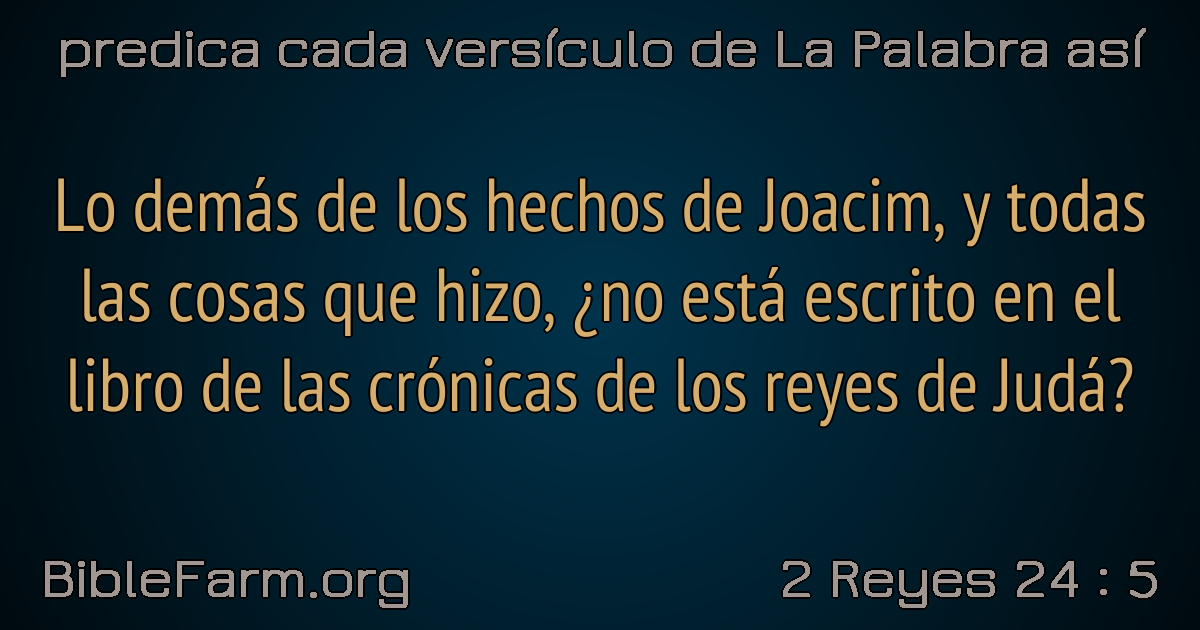 predica cada versículo de La Palabra así
Lo demás de los hechos de Joacim, y todas
las cosas que hizo, ¿no está escrito en el
libro de las crónicas de los reyes de Judá?
BibleFarm.org
2 Reyes 24 : 5